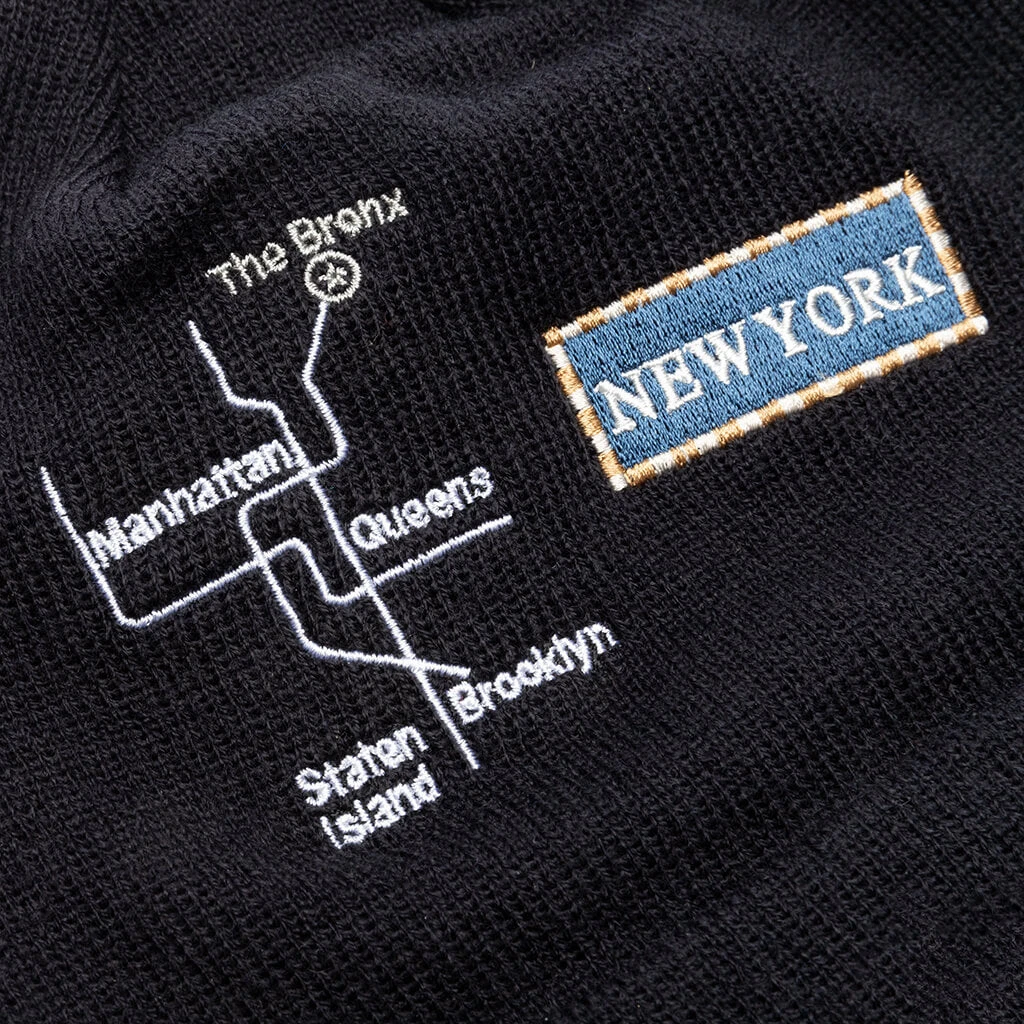 The Bronx
NEW YORK
Manhattan
Queens
Brooklyn
Staten
Island